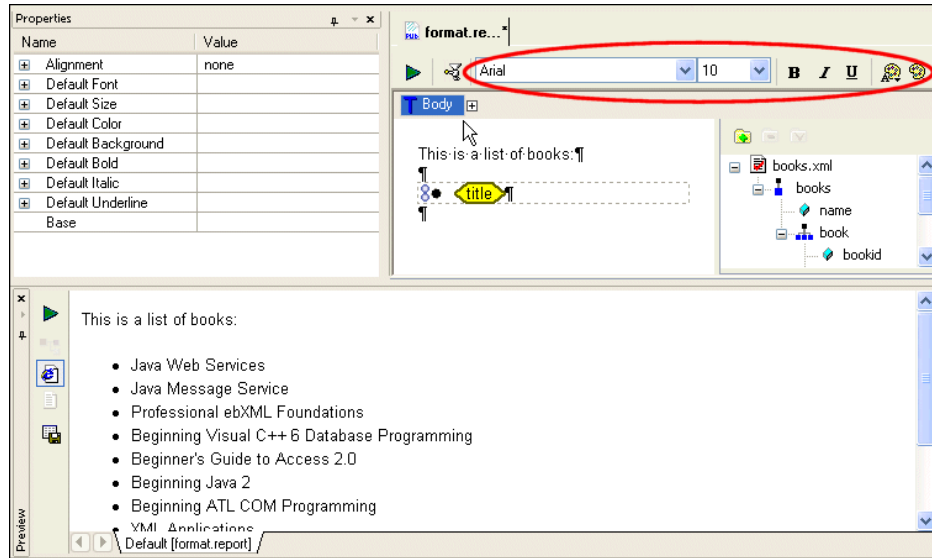 Properties
Name Value
Alignment none
Default Font
Default Size
Default Color
Default Background
Default Bold
Default Italic
Default Underline
Base
format.re...*
Arial 10 B I U
T Body
This·is·a·list·of·books:¶
¶
title¶
¶
books.xml
books
name
book
bookid
This is a list of books:
● Java Web Services
● Java Message Service
● Professional ebXML Foundations
● Beginning Visual C++ 6 Database Programming
● Beginner's Guide to Access 2.0
● Beginning Java 2
● Beginning ATL COM Programming
● XML Applications
Default [format.report]
Preview